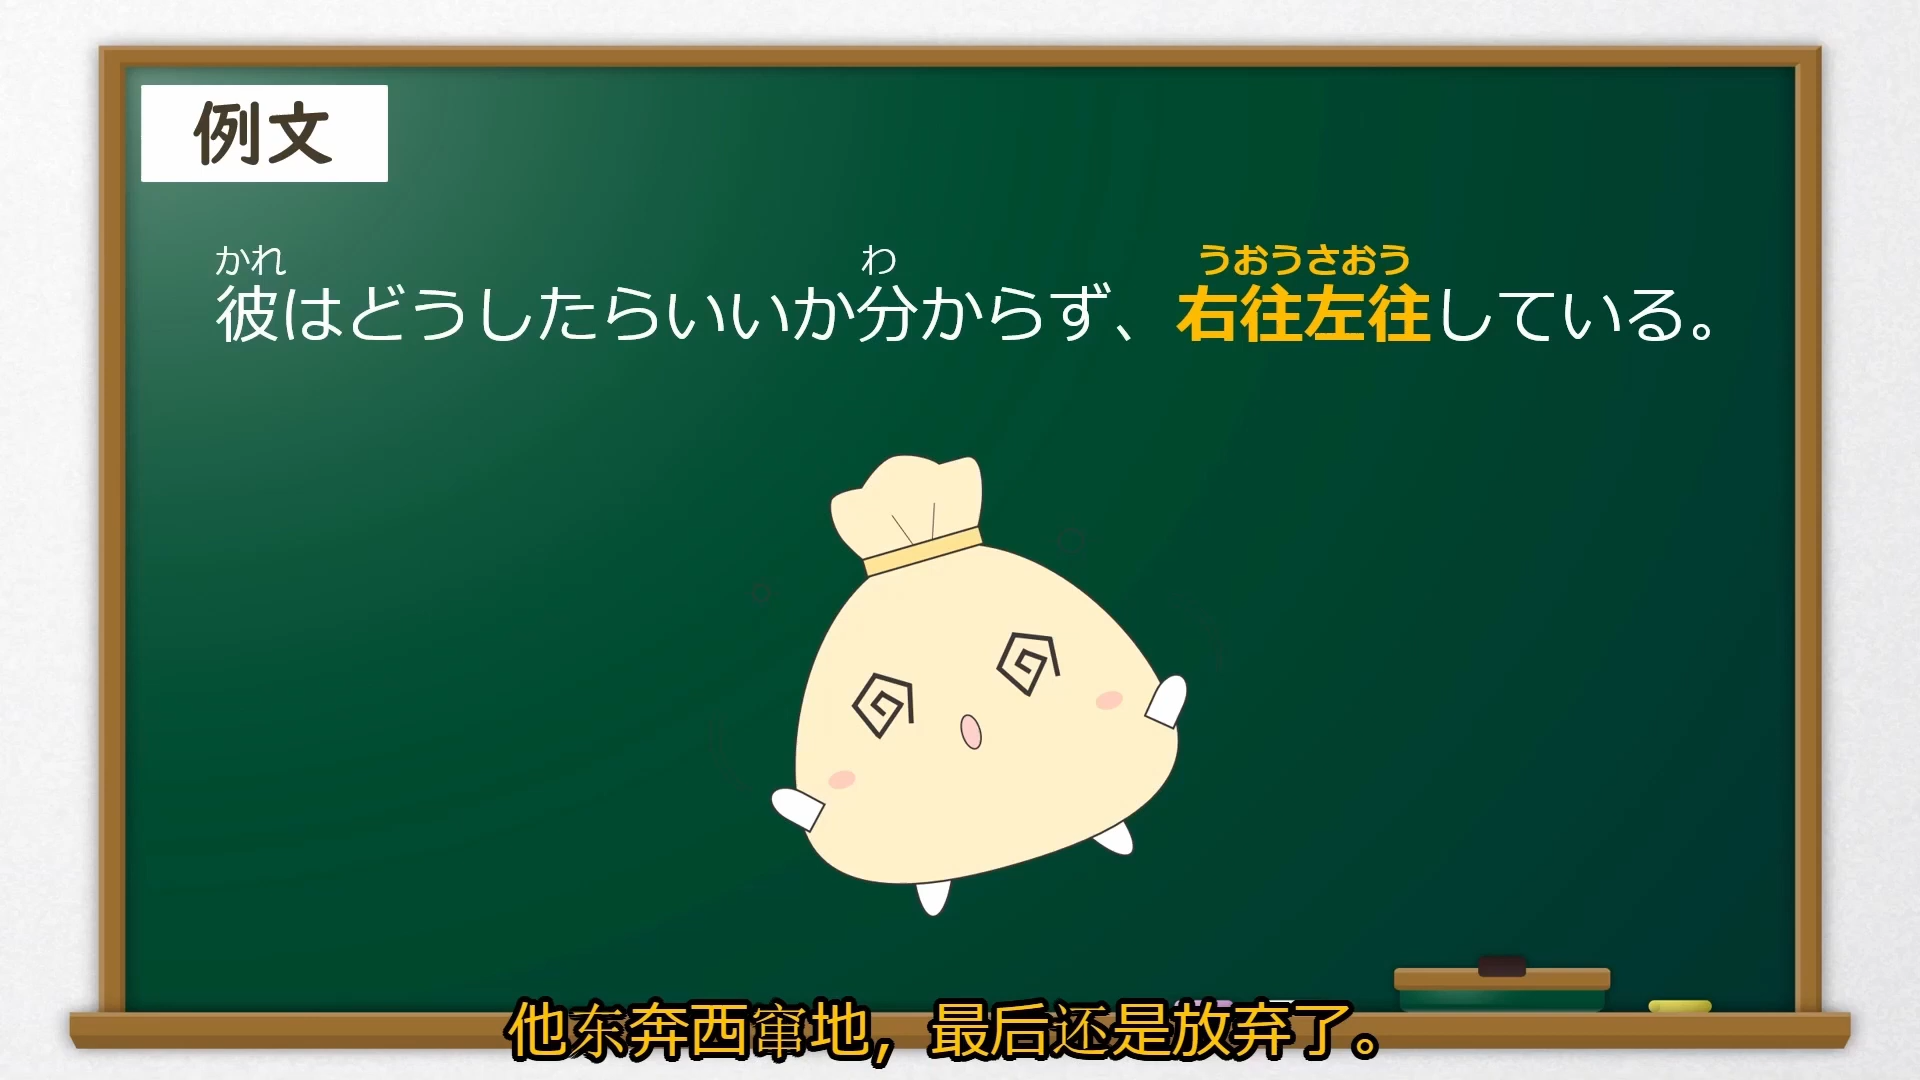 例文
かれ わ うおうさおう
彼はどうしたらいいか分からず、右往左往している。
他东奔西窜地，最后还是放弃了。